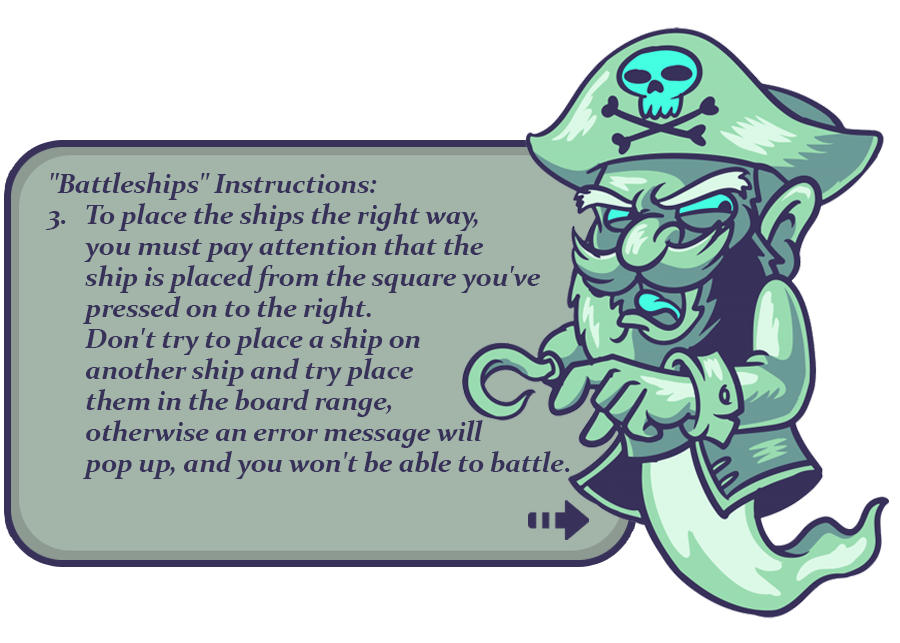 "Battleships" Instructions:
3. To place the ships the right way,
you must pay attention that the
ship is placed from the square you've
pressed on to the right.
Don't try to place a ship on
another ship and try place
them in the board range,
otherwise an error message will
pop up, and you won't be able to battle.